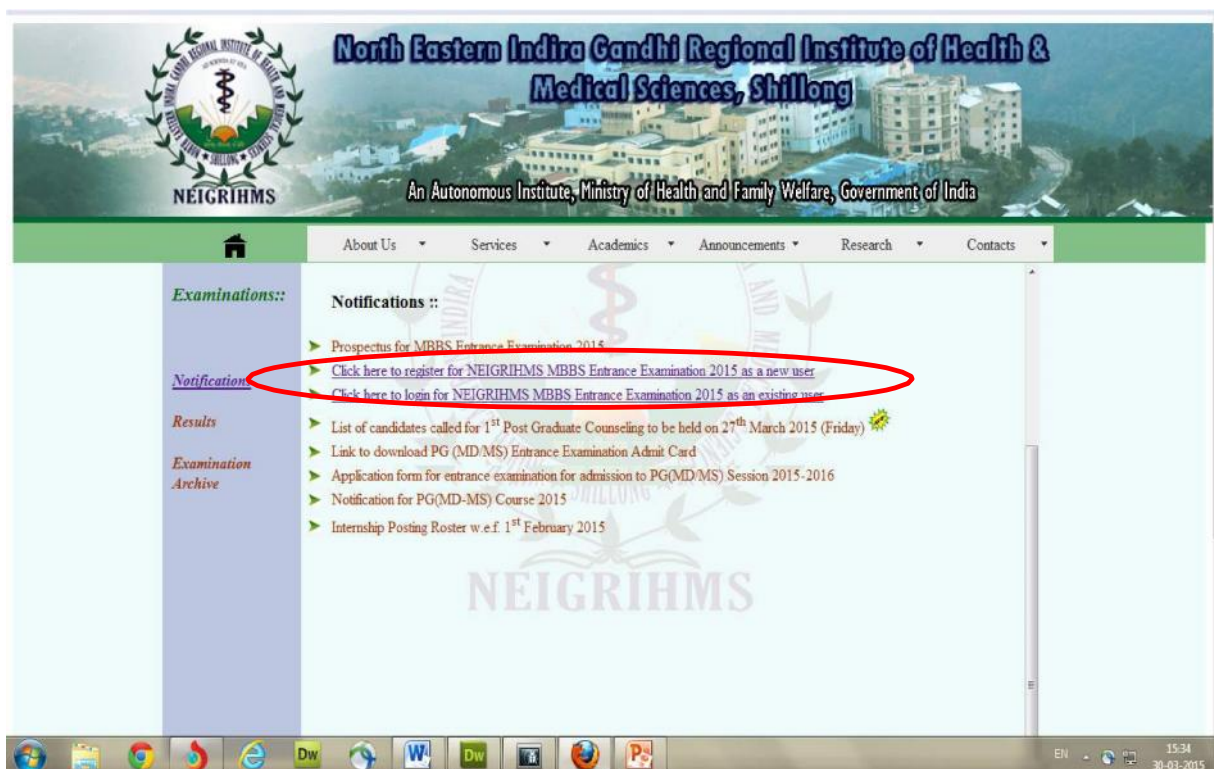 North Eastern Indira Gandhi Regional Institute of Health &
Medical Sciences, Shillong
An Autonomous Institute, Ministry of Health and Family Welfare, Government of India
NEIGRIHMS
About Us
Services
Academics
Announcements
Research
Contacts
Examinations::
Notifications
Results
Examination
Archive
Notifications ::
Prospectus for MBBS Entrance Examination 2015
Click here to register for NEIGRIHMS MBBS Entrance Examination 2015 as a new user
Click here to login for NEIGRIHMS MBBS Entrance Examination 2015 as an existing user
List of candidates called for 1st Post Graduate Counseling to be held on 27th March 2015 (Friday)
Link to download PG (MD/MS) Entrance Examination Admit Card
Application form for entrance examination for admission to PG(MD/MS) Session 2015-2016
Notification for PG(MD-MS) Course 2015
Internship Posting Roster w.e.f. 1st February 2015
NEIGRIHMS
Dw
W
Dw
P
EN
15:34
30-03-2015